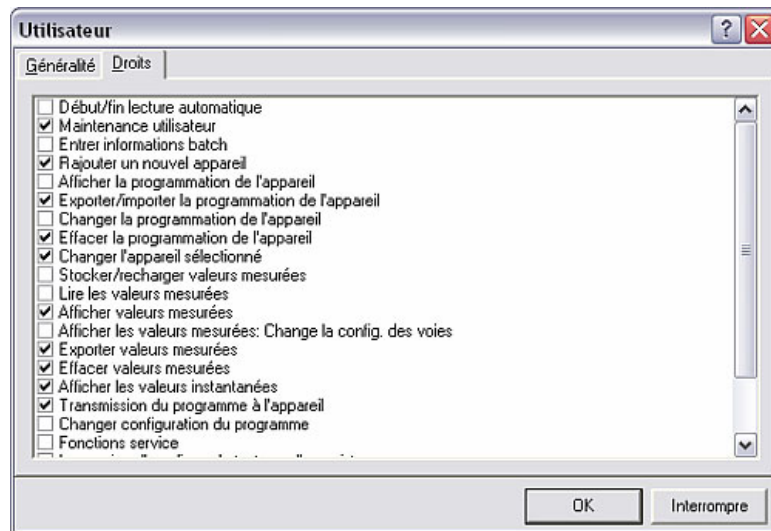 Utilisateur
Généralité Droits
Début/fin lecture automatique
Maintenance utilisateur
Entrer informations batch
Rajouter un nouvel appareil
Afficher la programmation de l'appareil
Exporter/importer la programmation de l'appareil
Changer la programmation de l'appareil
Effacer la programmation de l'appareil
Changer l'appareil sélectionné
Stocker/recharger valeurs mesurées
Lire les valeurs mesurées
Afficher valeurs mesurées
Afficher les valeurs mesurées: Change la config. des voies
Exporter valeurs mesurées
Effacer valeurs mesurées
Afficher les valeurs instantanées
Transmission du programme à l'appareil
Changer configuration du programme
Fonctions service
OK Interrompre